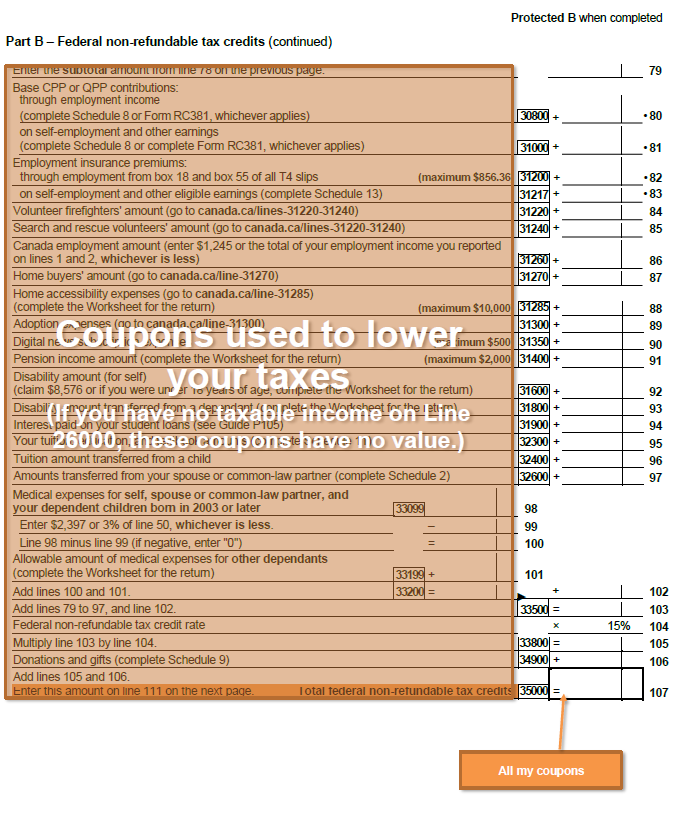 Protected B when completed
Part B – Federal non-refundable tax credits (continued)
Enter the subtotal amount from line 78 on the previous page. 79
Base CPP or QPP contributions:
through employment income
(complete Schedule 8 or Form RC381, whichever applies) 30800 + •80
on self-employment and other earnings
(complete Schedule 8 or complete Form RC381, whichever applies) 31000 + •81
Employment insurance premiums:
through employment from box 18 and box 55 of all T4 slips (maximum $856.36 31200 + •82
on self-employment and other eligible earnings (complete Schedule 13) 31217 + •83
Volunteer firefighters' amount (go to canada.ca/lines-31220-31240) 31220 + 84
Search and rescue volunteers' amount (go to canada.ca/lines-31220-31240) 31240 + 85
Canada employment amount (enter $1,245 or the total of your employment income you reported
on lines 1 and 2, whichever is less) 31260 + 86
Home buyers' amount (go to canada.ca/line-31270) 31270 + 87
Home accessibility expenses (go to canada.ca/line-31285)
(complete the Worksheet for the return) (maximum $10,000 31285 + 88
Adoption expenses (go to canada.ca/line-31300) 31300 + 89
Coupons used to lower
Digital news subscription expenses (maximum $500 31350 + 90
Pension income amount (complete the Worksheet for the return) (maximum $2,000 31400 + 91
your taxes
Disability amount (for self)
(claim $8,576 or if you were under 18 years of age, complete the Worksheet for the return) 31600 + 92
Disability amount transferred from a dependant (complete the Worksheet for the return) 31800 + 93
(If you have no taxable income on Line
Interest paid on your student loans (see Guide P105) 31900 + 94
26000, these coupons have no value.)
Your tuition, 32300 + 95
Tuition amount transferred from a child 32400 + 96
Amounts transferred from your spouse or common-law partner (complete Schedule 2) 32600 + 97
Medical expenses for self, spouse or common-law partner, and
your dependent children born in 2003 or later 33099 98
Enter $2,397 or 3% of line 50, whichever is less. – 99
Line 98 minus line 99 (if negative, enter "0") = 100
Allowable amount of medical expenses for other dependants
(complete the Worksheet for the return) 33199 + 101
Add lines 100 and 101. 33200 = + 102
Add lines 79 to 97, and line 102. 33500 = 103
Federal non-refundable tax credit rate × 15% 104
Multiply line 103 by line 104. 33800 = 105
Donations and gifts (complete Schedule 9) 34900 + 106
Add lines 105 and 106.
Enter this amount on line 111 on the next page. Total federal non-refundable tax credits 35000 = 107
All my coupons